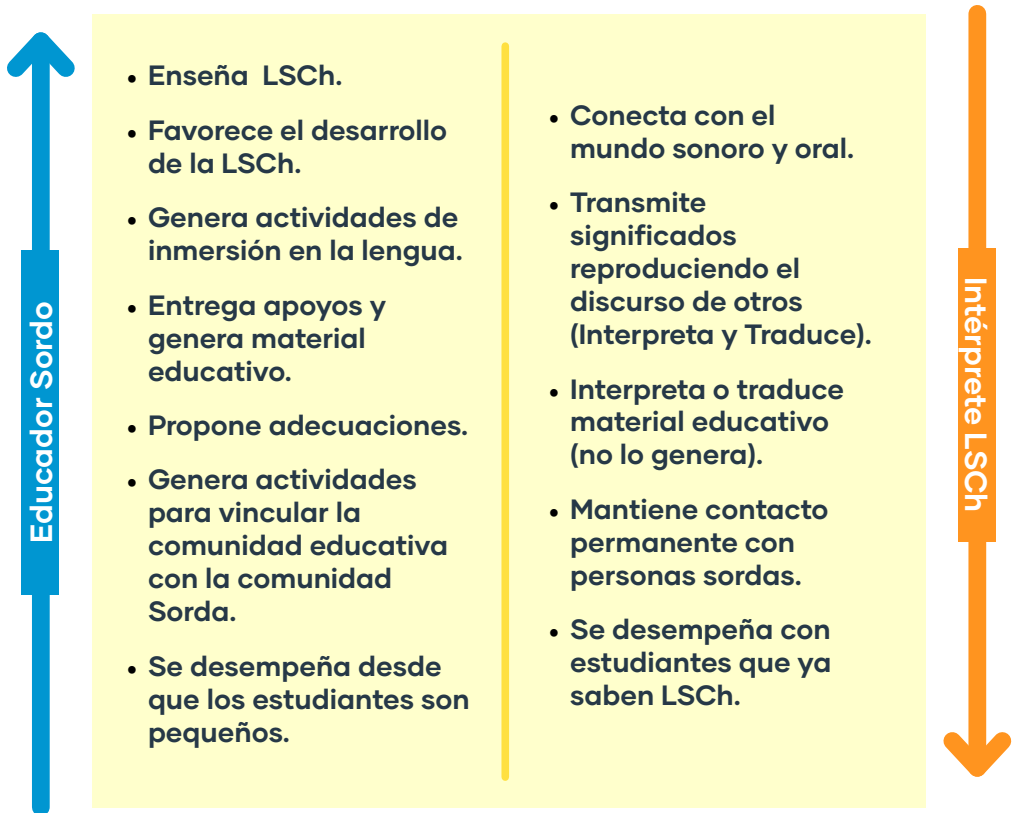 Educador Sordo
• Enseña LSCh.
• Favorece el desarrollo
de la LSCh.
• Genera actividades de
inmersión en la lengua.
• Entrega apoyos y
genera material
educativo.
• Propone adecuaciones.
• Genera actividades
para vincular la
comunidad educativa
con la comunidad
Sorda.
• Se desempeña desde
que los estudiantes son
pequeños.
• Conecta con el
mundo sonoro y oral.
• Transmite
significados
reproduciendo el
discurso de otros
(Interpreta y Traduce).
• Interpreta o traduce
material educativo
(no lo genera).
• Mantiene contacto
permanente con
personas sordas.
• Se desempeña con
estudiantes que ya
saben LSCh.
Intérprete LSCh